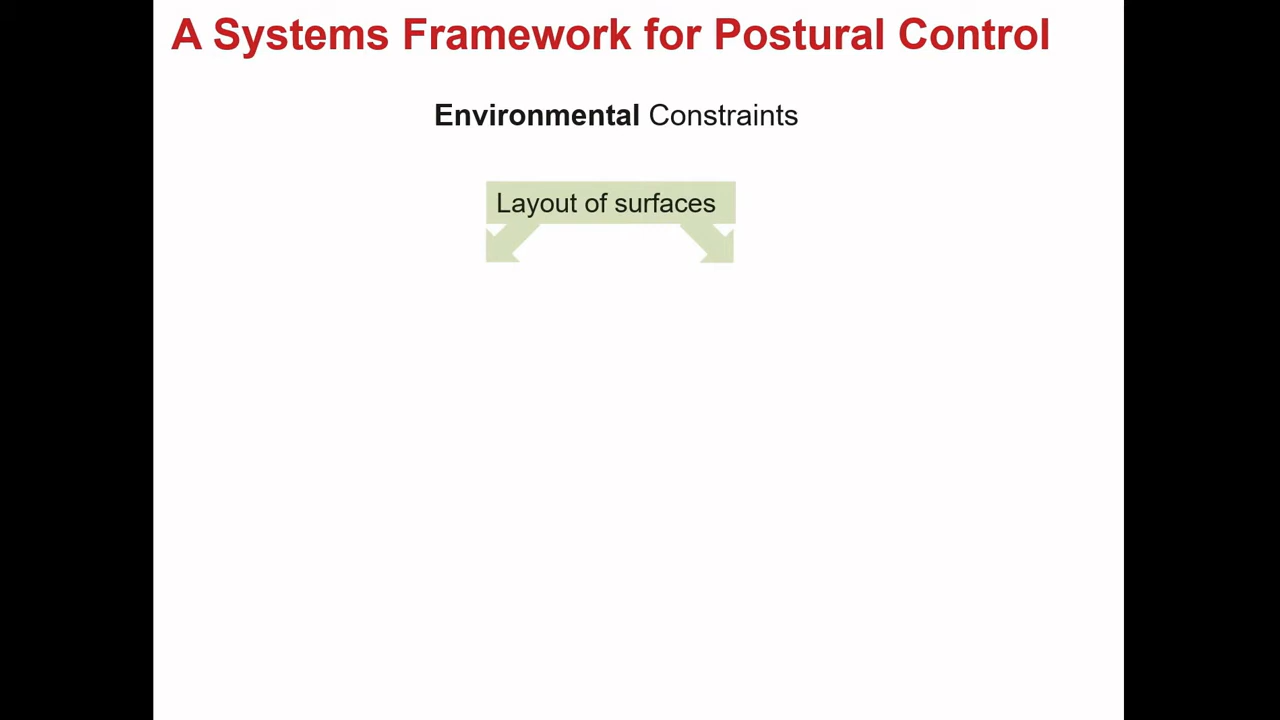 A Systems Framework for Postural Control
Environmental Constraints
Layout of surfaces